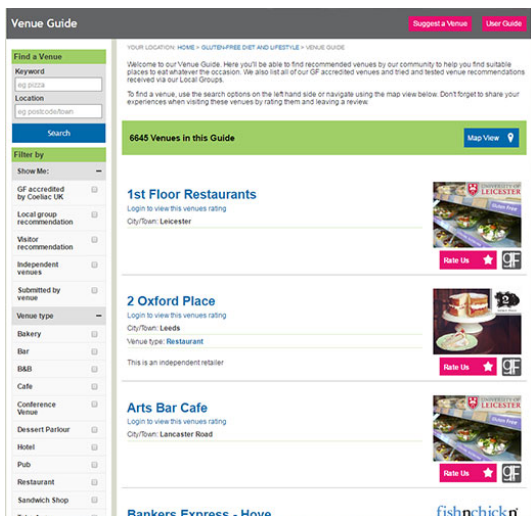 Venue Guide
Suggest a Venue
User Guide
YOUR LOCATION: HOME > GLUTEN-FREE DIET AND LIFESTYLE > VENUE GUIDE
Find a Venue
Keyword
eg pizza
Location
eg postcode/town
Search
Filter by
Show Me:
GF accredited
by Coeliac UK
Local group
recommendation
Visitor
recommendation
Independent
venues
Submitted by
venue
Venue type
Bakery
Bar
B&B
Cafe
Conference
Venue
Dessert Parlour
Hotel
Pub
Restaurant
Sandwich Shop
Welcome to our Venue Guide. Here you'll be able to find recommended venues by our community to help you find suitable
places to eat whatever the occasion. We also list all of our GF accredited venues and tried and tested venue recommendations
received via our Local Groups.
To find a venue, use the search options on the left hand side or navigate using the map view below. Don't forget to share your
experiences when visiting these venues by rating them and leaving a review.
6645 Venues in this Guide
Map View
1st Floor Restaurants
Login to view this venues rating
City/Town: Leicester
UNIVERSITY OF
LEICESTER
Gluten Free
Rate Us
GF
2 Oxford Place
Login to view this venues rating
City/Town: Leeds
Venue type: Restaurant
This is an independent retailer
2
Rate Us
GF
Arts Bar Cafe
Login to view this venues rating
City/Town: Lancaster Road
UNIVERSITY OF
LEICESTER
Gluten Free
Rate Us
GF
Bankers Express - Hove
fishnchickn